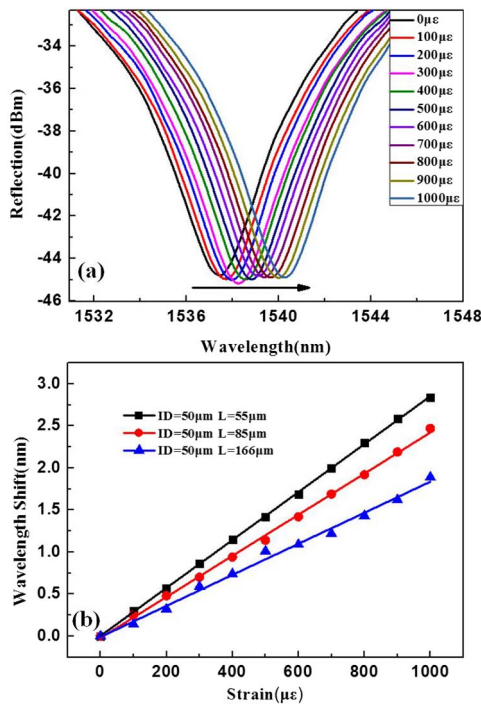 -32
-34
-36
-38
-40
-42
-44
-46
Reflection(dBm)
0µε
100µε
200µε
300µε
400µε
500µε
600µε
700µε
800µε
900µε
1000µε
(a)
1532 1536 1540 1544 1548
Wavelength(nm)
3.0
2.5
2.0
1.5
1.0
0.5
0.0
Wavelength Shift(nm)
ID=50µm L=55µm
ID=50µm L=85µm
ID=50µm L=166µm
(b)
0 200 400 600 800 1000
Strain(µε)